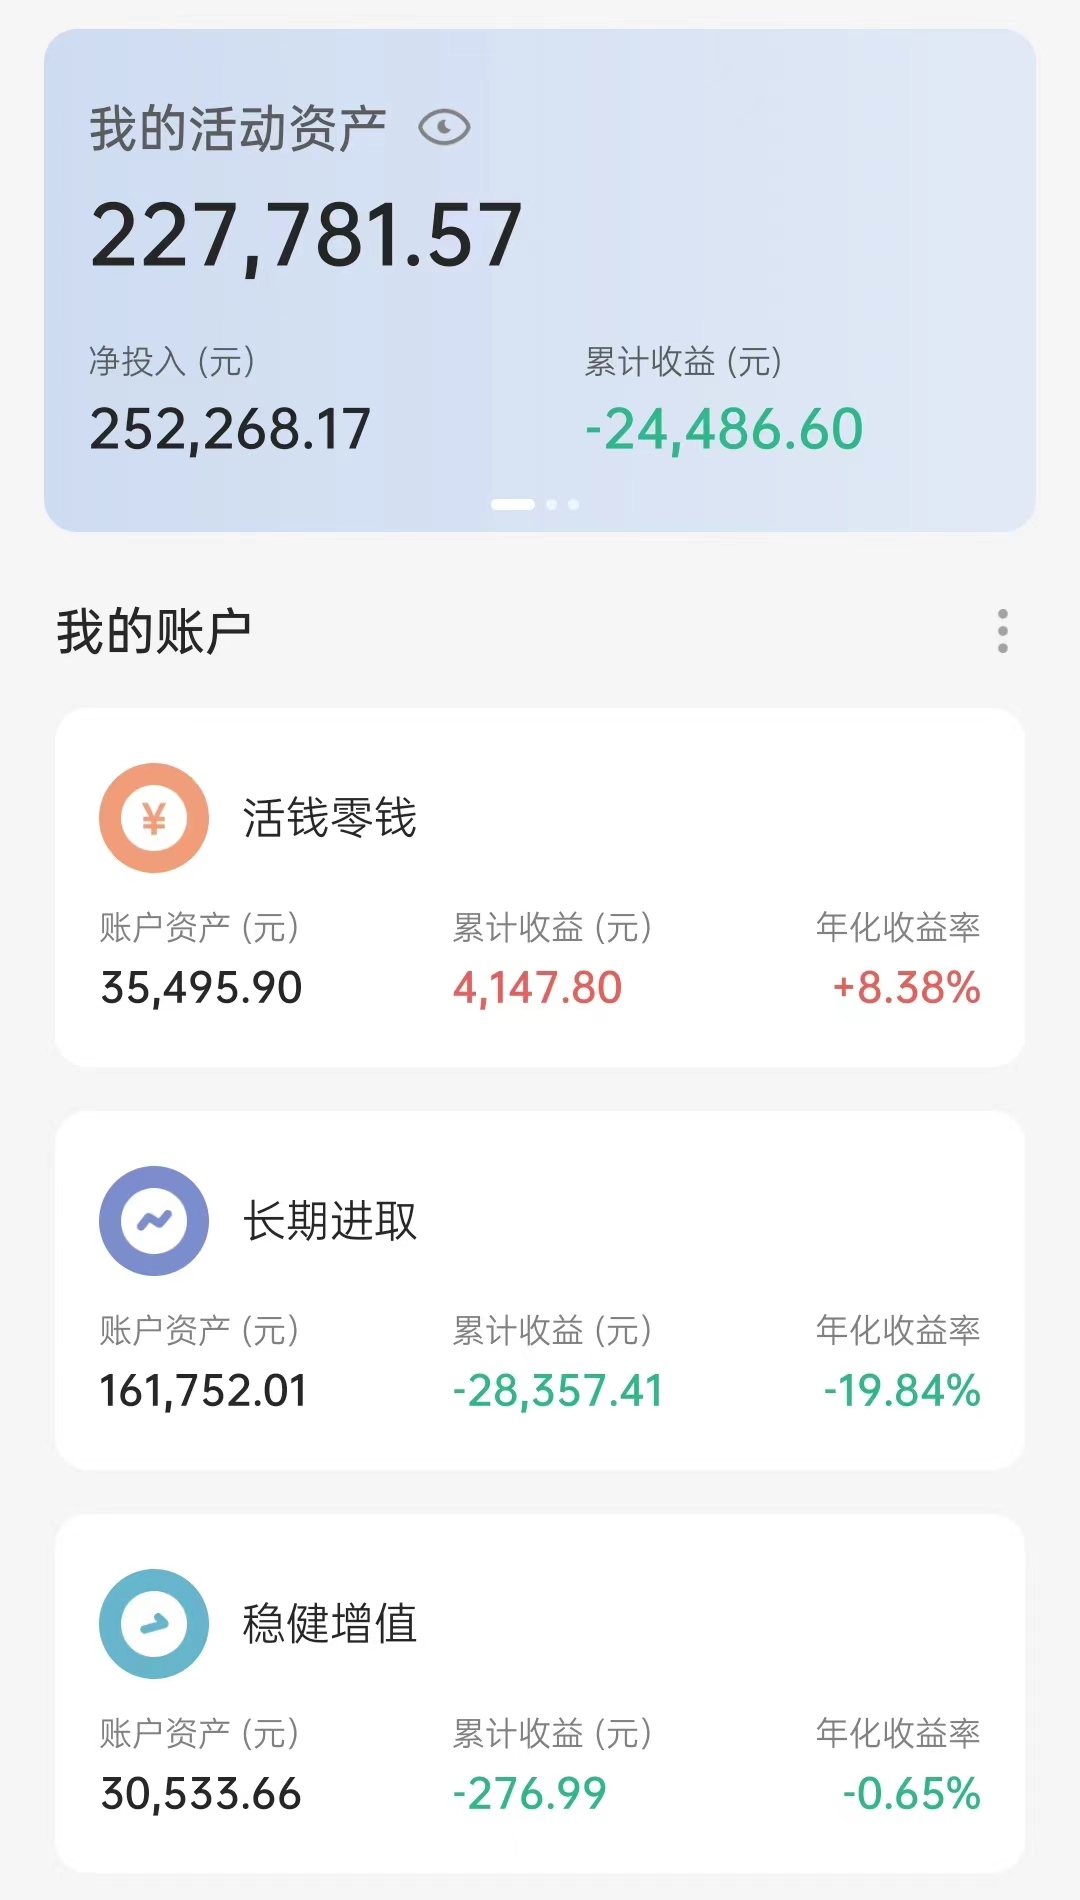 我的活动资产
227,781.57
净投入 (元) 累计收益 (元)
252,268.17 -24,486.60
我的账户
¥ 活钱零钱
账户资产 (元) 累计收益 (元) 年化收益率
35,495.90 4,147.80 +8.38%
长期进取
账户资产 (元) 累计收益 (元) 年化收益率
161,752.01 -28,357.41 -19.84%
稳健增值
账户资产 (元) 累计收益 (元) 年化收益率
30,533.66 -276.99 -0.65%